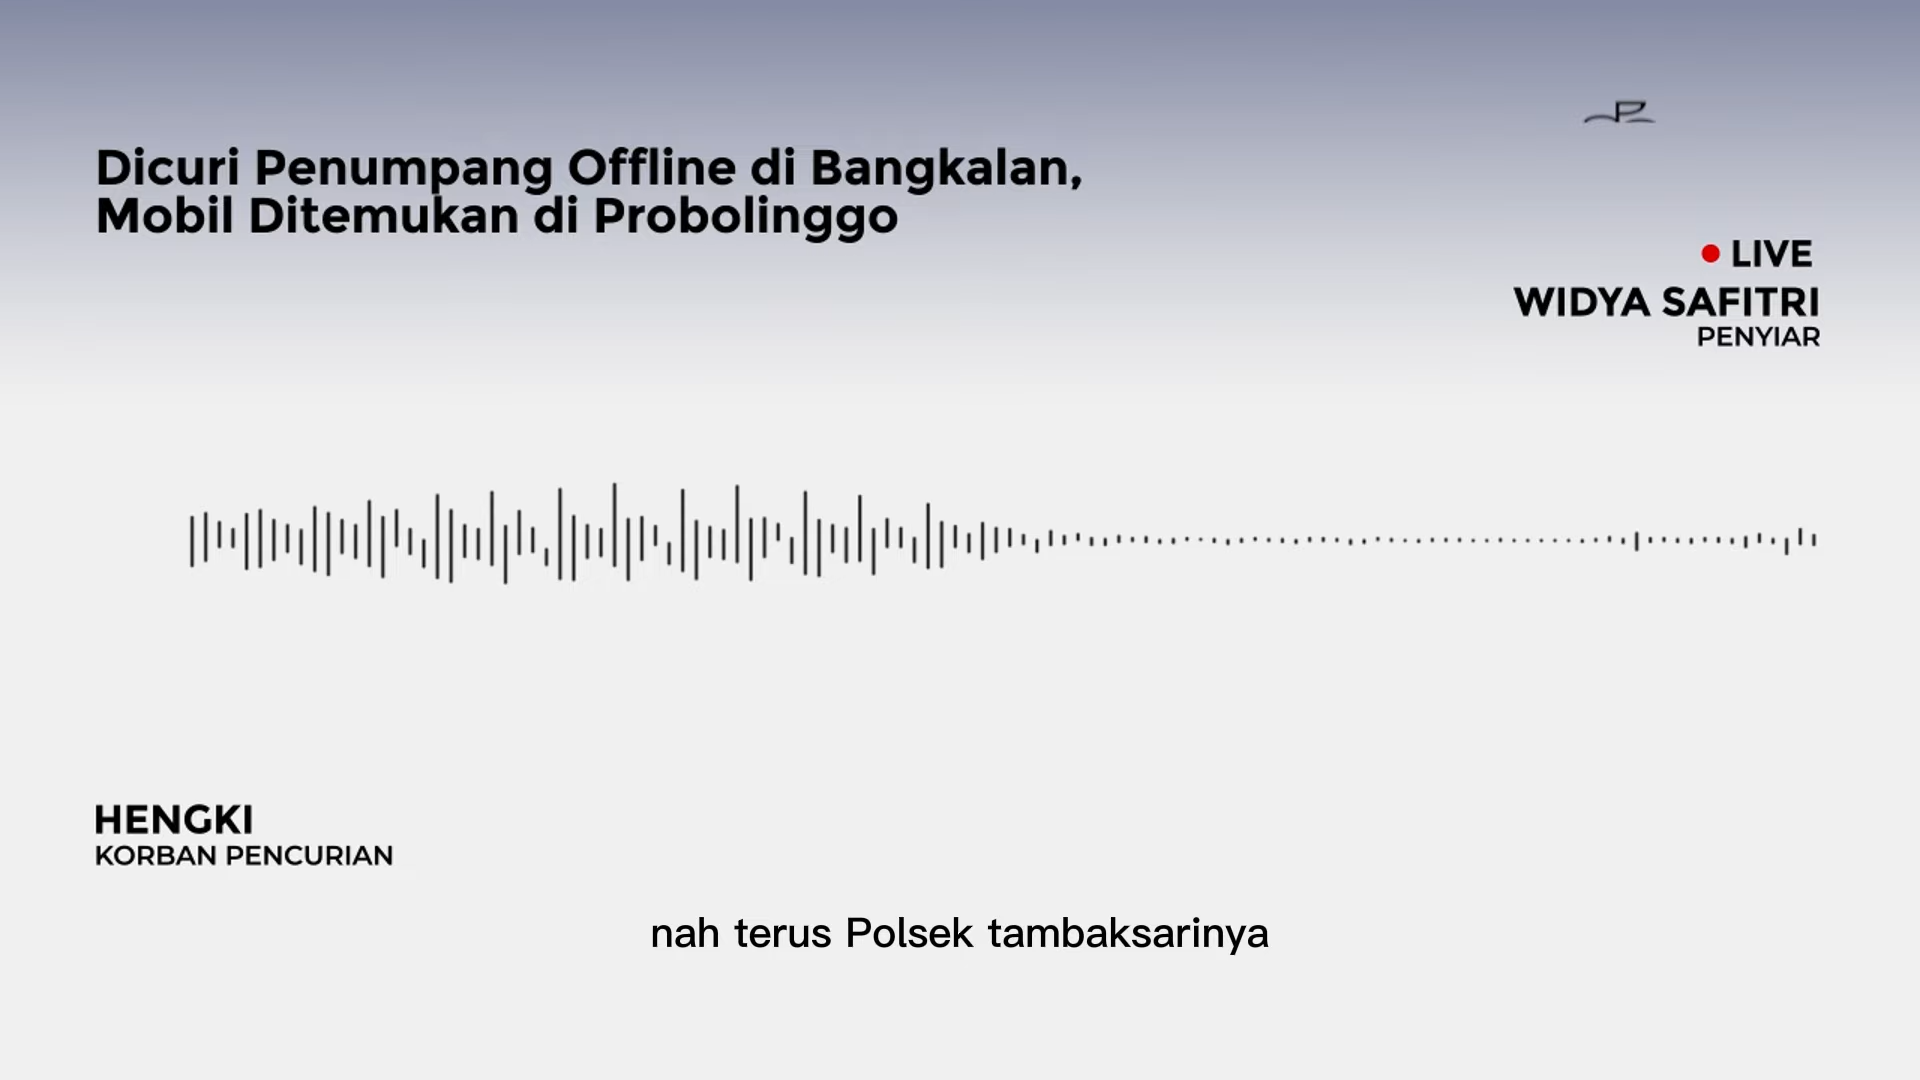 Dicuri Penumpang Offline di Bangkalan,
Mobil Ditemukan di Probolinggo
LIVE
WIDYA SAFITRI
PENYIAR
HENGKI
KORBAN PENCURIAN
nah terus Polsek tambaksarinya